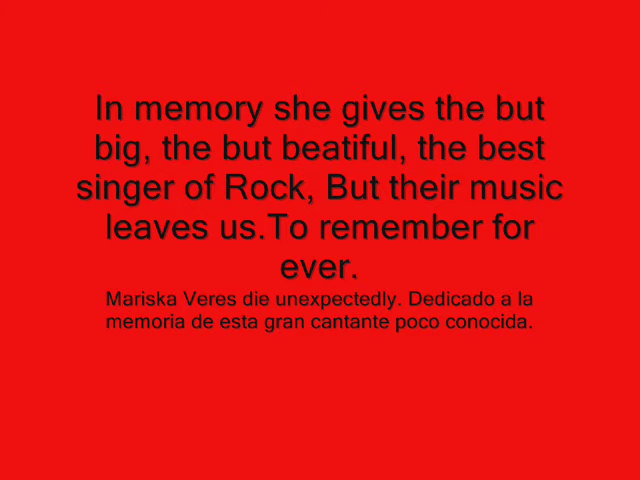 In memory she gives the but
big, the but beatiful, the best
singer of Rock, But their music
leaves us.To remember for
ever.
Mariska Veres die unexpectedly. Dedicado a la
memoria de esta gran cantante poco conocida.